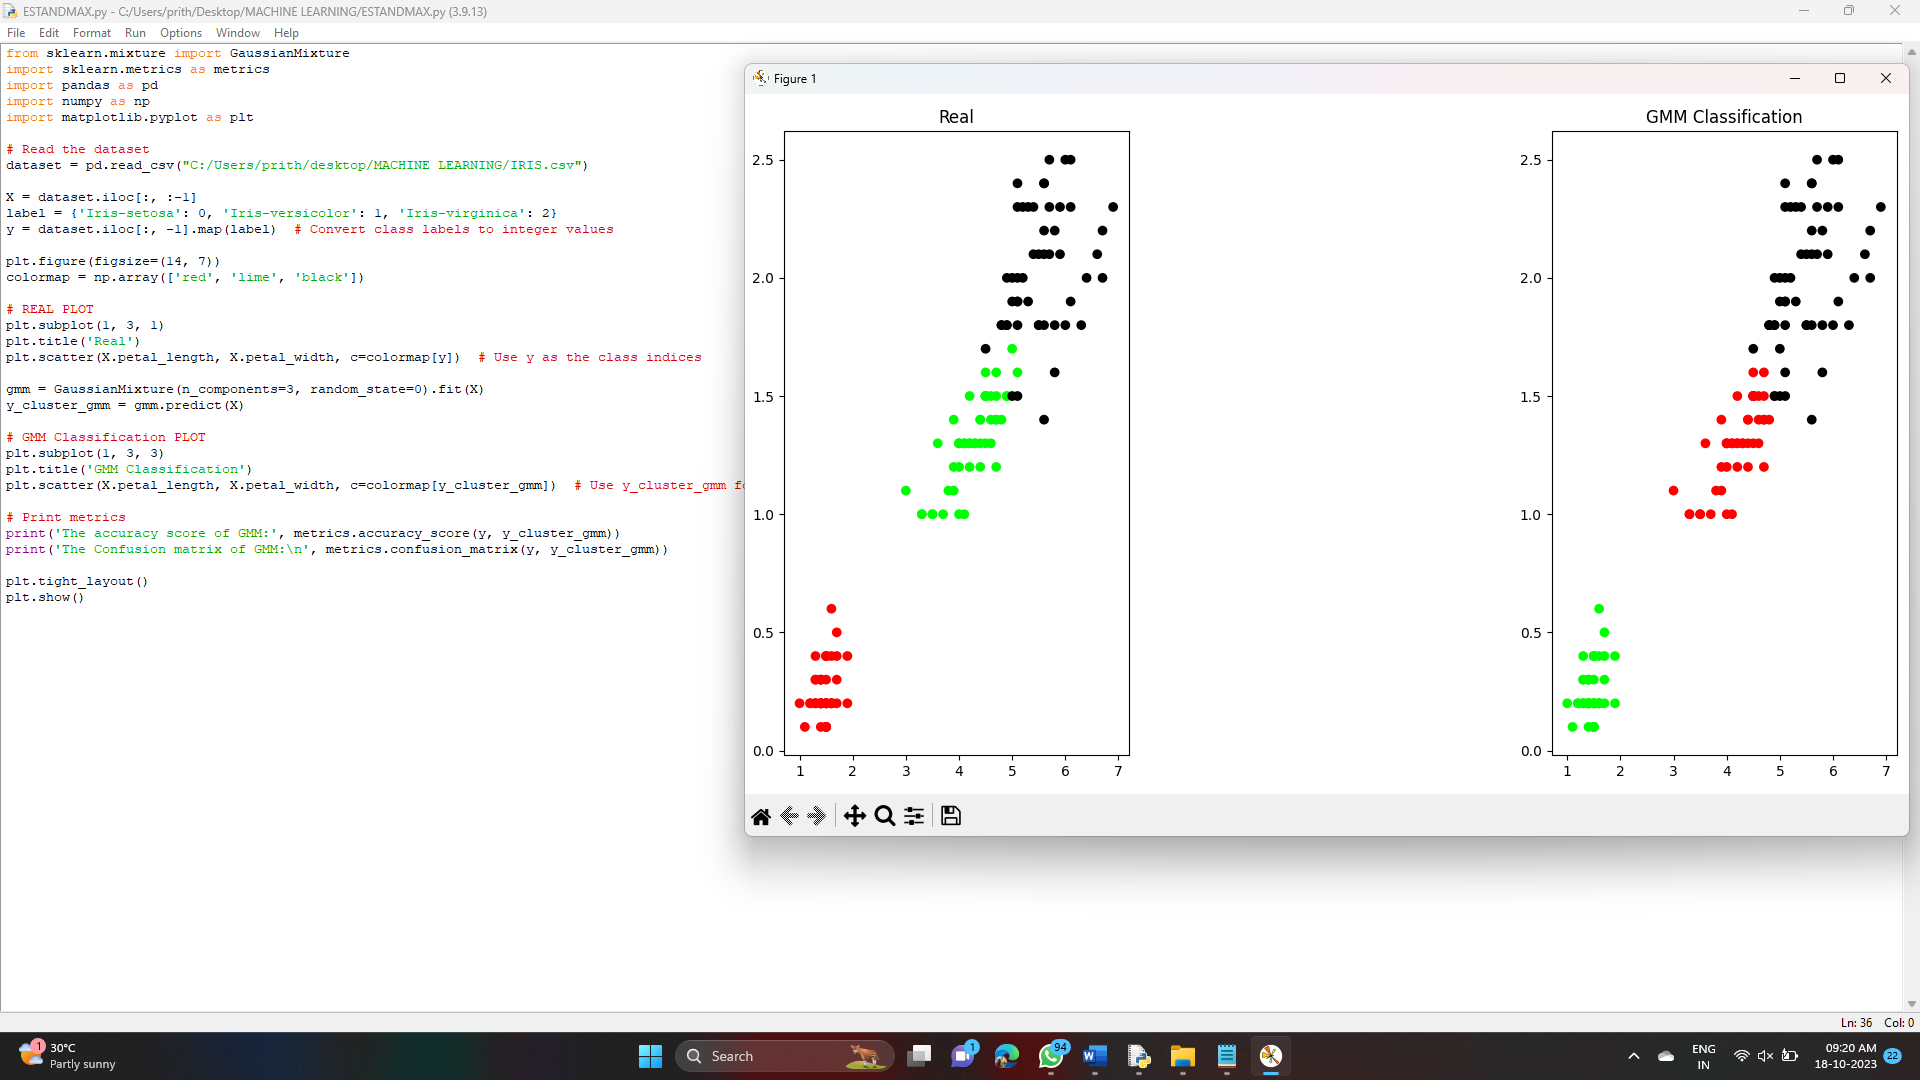 ESTANDMAX.py - C:/Users/prith/Desktop/MACHINE LEARNING/ESTANDMAX.py (3.9.13)
File Edit Format Run Options Window Help
from sklearn.mixture import GaussianMixture
import sklearn.metrics as metrics
import pandas as pd
import numpy as np
import matplotlib.pyplot as plt
# Read the dataset
dataset = pd.read_csv("C:/Users/prith/desktop/MACHINE LEARNING/IRIS.csv")
X = dataset.iloc[:, :-1]
label = {'Iris-setosa': 0, 'Iris-versicolor': 1, 'Iris-virginica': 2}
y = dataset.iloc[:, -1].map(label)  # Convert class labels to integer values
plt.figure(figsize=(14, 7))
colormap = np.array(['red', 'lime', 'black'])
# REAL PLOT
plt.subplot(1, 3, 1)
plt.title('Real')
plt.scatter(X.petal_length, X.petal_width, c=colormap[y])  # Use y as the class indices
gmm = GaussianMixture(n_components=3, random_state=0).fit(X)
y_cluster_gmm = gmm.predict(X)
# GMM Classification PLOT
plt.subplot(1, 3, 3)
plt.title('GMM Classification')
plt.scatter(X.petal_length, X.petal_width, c=colormap[y_cluster_gmm])  # Use y_cluster_gmm
# Print metrics
print('The accuracy score of GMM:', metrics.accuracy_score(y, y_cluster_gmm))
print('The Confusion matrix of GMM:\n', metrics.confusion_matrix(y, y_cluster_gmm))
plt.tight_layout()
plt.show()
Figure 1
Real
2.5
2.0
1.5
1.0
0.5
0.0
1 2 3 4 5 6 7
GMM Classification
2.5
2.0
1.5
1.0
0.5
0.0
1 2 3 4 5 6 7
Ln: 36 Col: 0
1
30°C
Partly sunny
Search
1
94
ENG
IN
09:20 AM
18-10-2023
22